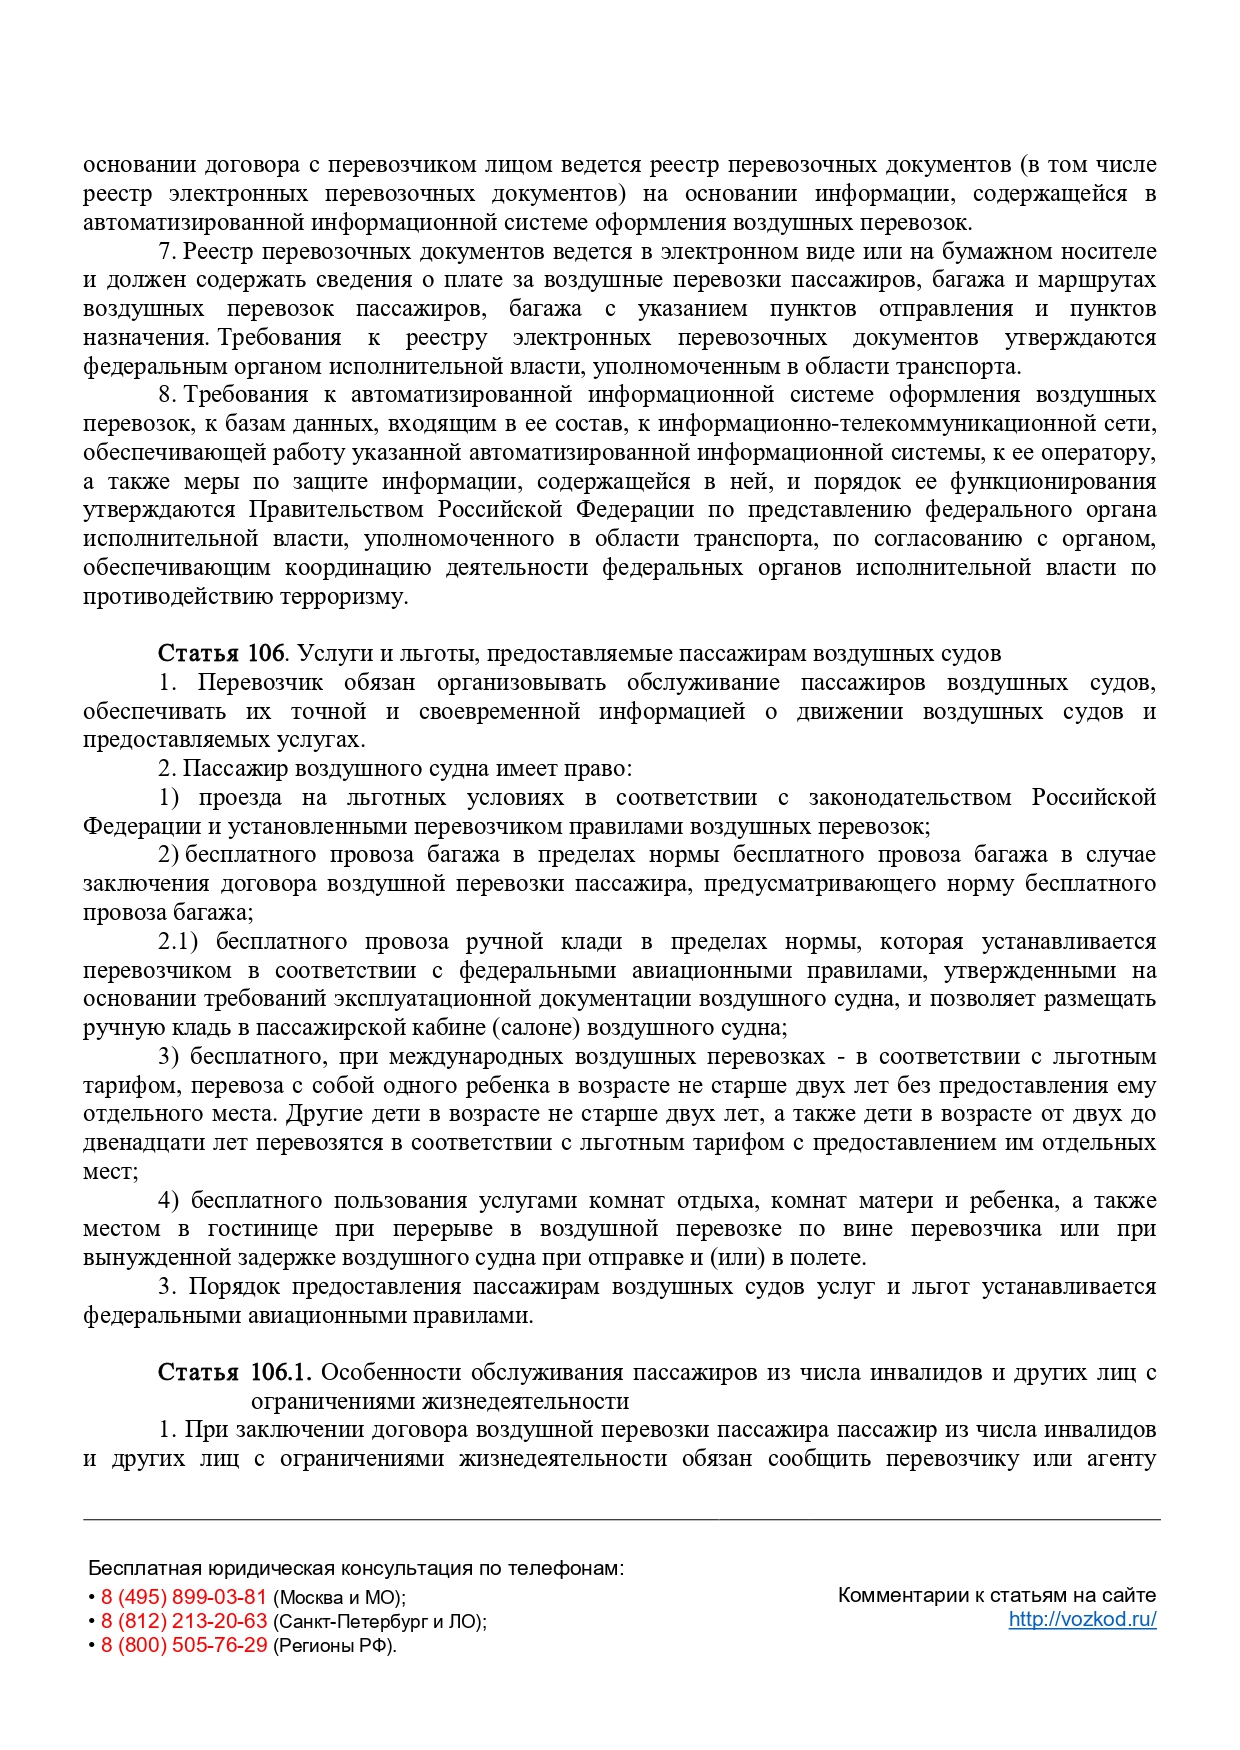 основании договора с перевозчиком лицом ведется реестр перевозочных документов (в том числе
реестр электронных перевозочных документов) на основании информации, содержащейся в
автоматизированной информационной системе оформления воздушных перевозок.
7. Реестр перевозочных документов ведется в электронном виде или на бумажном носителе
и должен содержать сведения о плате за воздушные перевозки пассажиров, багажа и маршрутах
воздушных перевозок пассажиров, багажа с указанием пунктов отправления и пунктов
назначения. Требования к реестру электронных перевозочных документов утверждаются
федеральным органом исполнительной власти, уполномоченным в области транспорта.
8. Требования к автоматизированной информационной системе оформления воздушных
перевозок, к базам данных, входящим в ее состав, к информационно-телекоммуникационной сети,
обеспечивающей работу указанной автоматизированной информационной системы, к ее оператору,
а также меры по защите информации, содержащейся в ней, и порядок ее функционирования
утверждаются Правительством Российской Федерации по представлению федерального органа
исполнительной власти, уполномоченного в области транспорта, по согласованию с органом,
обеспечивающим координацию деятельности федеральных органов исполнительной власти по
противодействию терроризму.
Статья 106. Услуги и льготы, предоставляемые пассажирам воздушных судов
1. Перевозчик обязан организовывать обслуживание пассажиров воздушных судов,
обеспечивать их точной и своевременной информацией о движении воздушных судов и
предоставляемых услугах.
2. Пассажир воздушного судна имеет право:
1) проезда на льготных условиях в соответствии с законодательством Российской
Федерации и установленными перевозчиком правилами воздушных перевозок;
2) бесплатного провоза багажа в пределах нормы бесплатного провоза багажа в случае
заключения договора воздушной перевозки пассажира, предусматривающего норму бесплатного
провоза багажа;
2.1) бесплатного провоза ручной клади в пределах нормы, которая устанавливается
перевозчиком в соответствии с федеральными авиационными правилами, утвержденными на
основании требований эксплуатационной документации воздушного судна, и позволяет размещать
ручную кладь в пассажирской кабине (салоне) воздушного судна;
3) бесплатного, при международных воздушных перевозках - в соответствии с льготным
тарифом, перевоза с собой одного ребенка в возрасте не старше двух лет без предоставления ему
отдельного места. Другие дети в возрасте не старше двух лет, а также дети в возрасте от двух до
двенадцати лет перевозятся в соответствии с льготным тарифом с предоставлением им отдельных
мест;
4) бесплатного пользования услугами комнат отдыха, комнат матери и ребенка, а также
местом в гостинице при перерыве в воздушной перевозке по вине перевозчика или при
вынужденной задержке воздушного судна при отправке и (или) в полете.
3. Порядок предоставления пассажирам воздушных судов услуг и льгот устанавливается
федеральными авиационными правилами.
Статья 106.1. Особенности обслуживания пассажиров из числа инвалидов и других лиц с
ограничениями жизнедеятельности
1. При заключении договора воздушной перевозки пассажира пассажир из числа инвалидов
и других лиц с ограничениями жизнедеятельности обязан сообщить перевозчику или агенту
Бесплатная юридическая консультация по телефонам:
• 8 (495) 899-03-81 (Москва и МО);
• 8 (812) 213-20-63 (Санкт-Петербург и ЛО);
• 8 (800) 505-76-29 (Регионы РФ).
Комментарии к статьям на сайте
http://vozkod.ru/